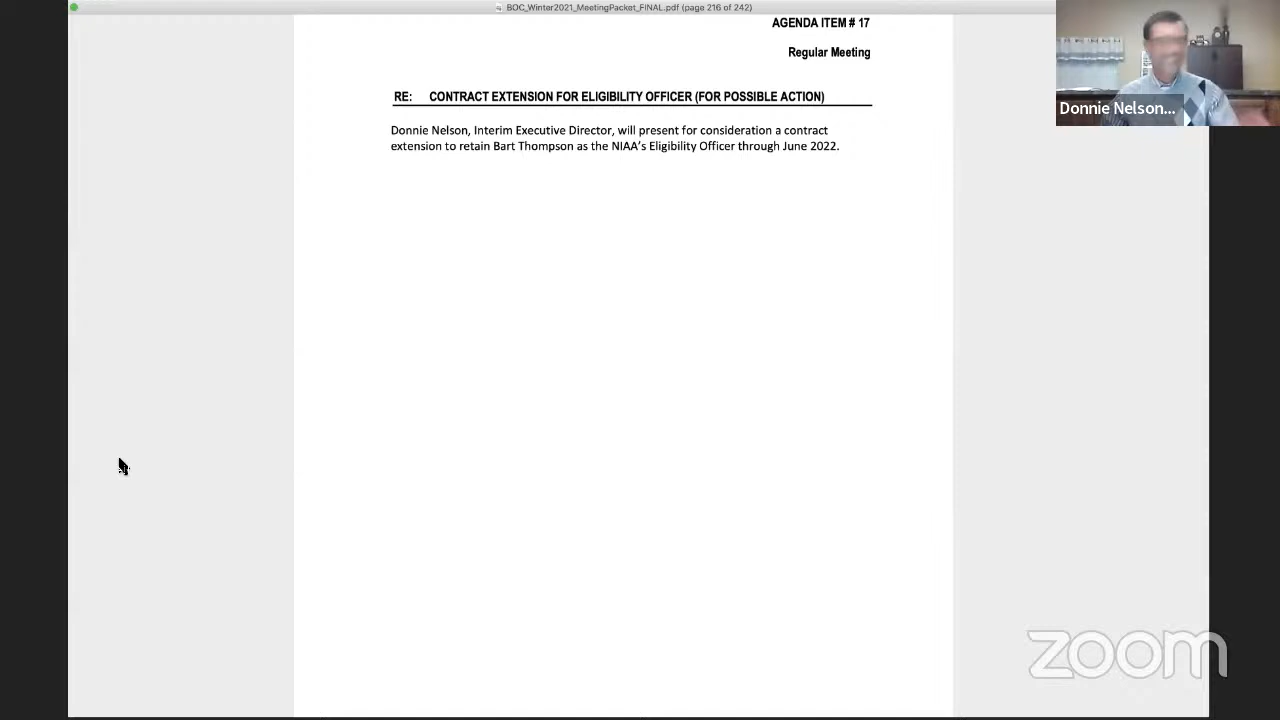 BOC_Winter2021_MeetingPacket_FINAL.pdf (page 216 of 242)
AGENDA ITEM # 17
Regular Meeting
RE: CONTRACT EXTENSION FOR ELIGIBILITY OFFICER (FOR POSSIBLE ACTION)
Donnie Nelson, Interim Executive Director, will present for consideration a contract
extension to retain Bart Thompson as the NIAA’s Eligibility Officer through June 2022.
Donnie Nelson...
zoom